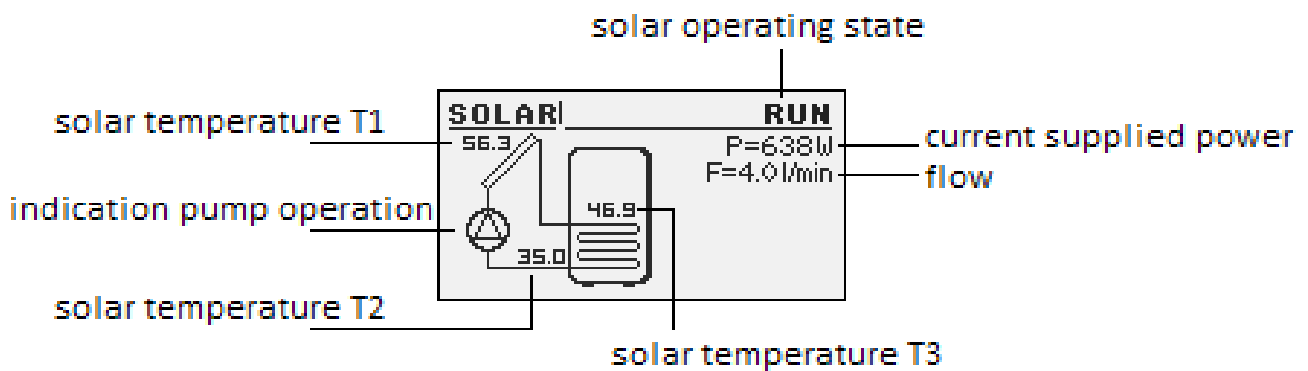 solar operating state
SOLAR RUN
solar temperature T1
56.3
P=638W
current supplied power
F=4.0 l/min
flow
indication pump operation
46.9
35.0
solar temperature T2
solar temperature T3